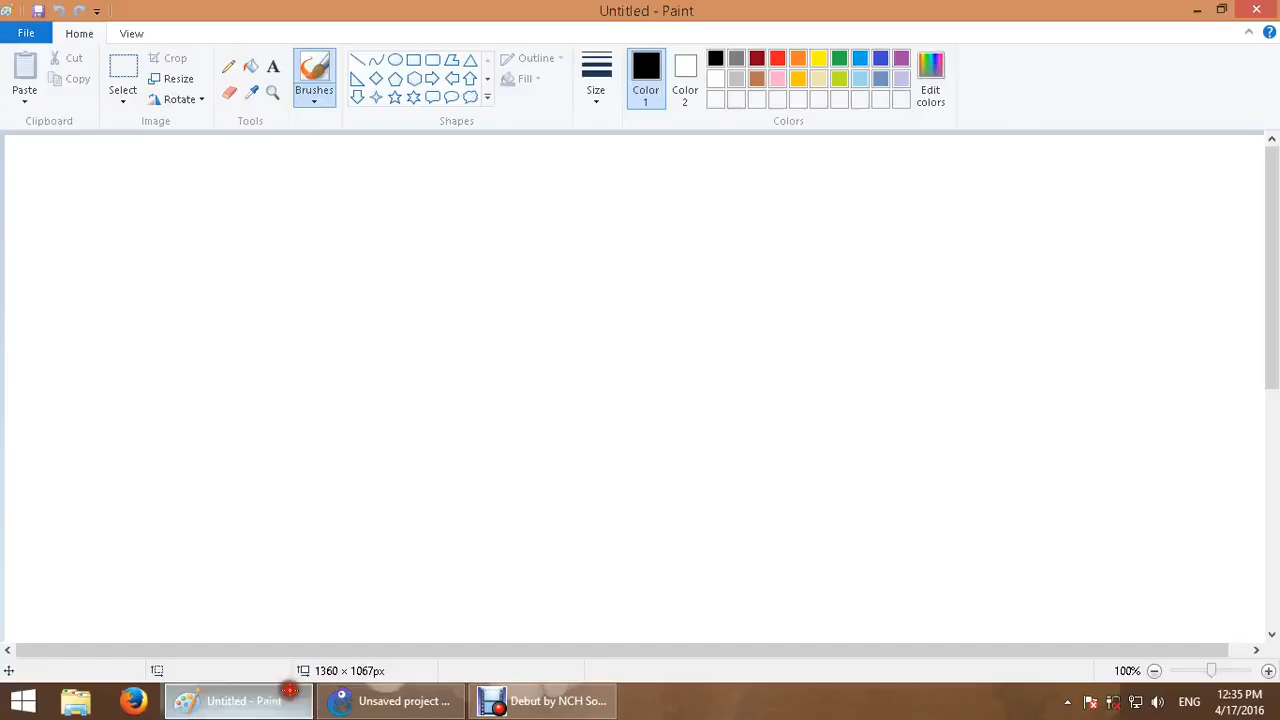 Untitled - Paint
File Home View
Paste
Cut
Copy
Clipboard
Select
Crop
Resize
Rotate
Image
A
Tools
Brushes
Outline
Fill
Shapes
Size
Color 1
Color 2
Edit colors
Colors
1360 × 1067px
100%
Untitled - Paint
Unsaved project ...
Debut by NCH So...
ENG
12:35 PM
4/17/2016